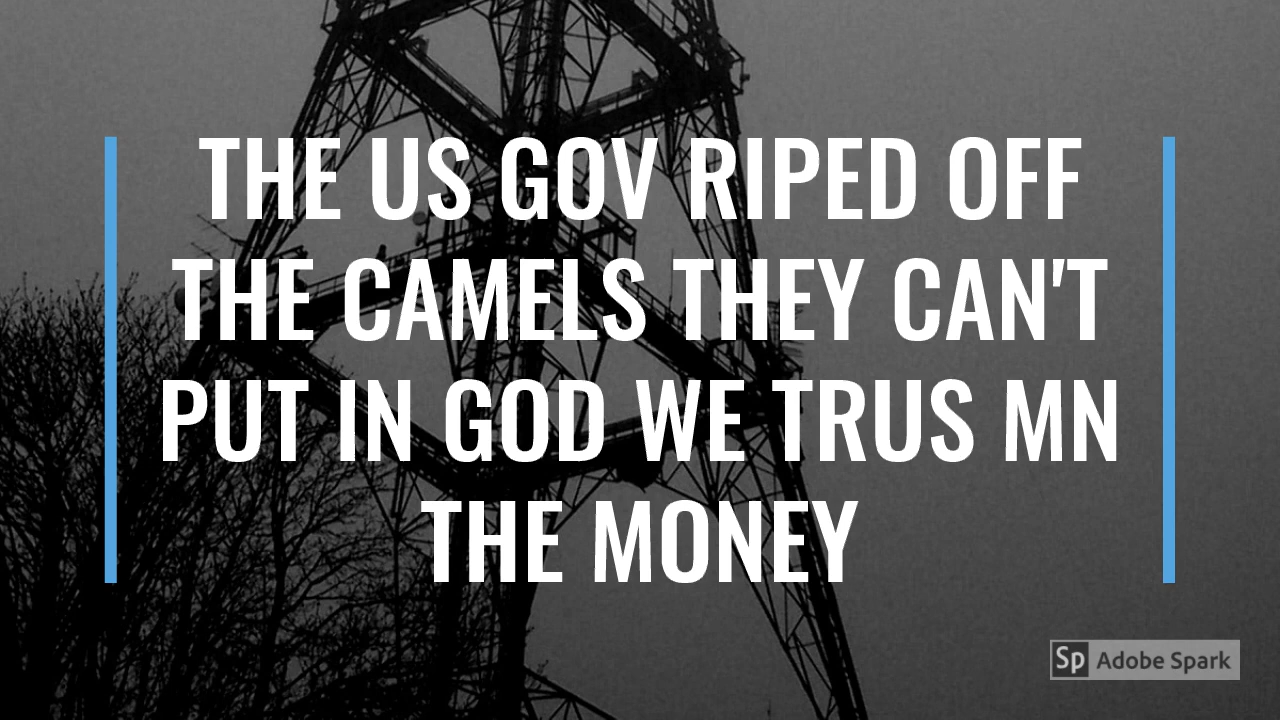 THE US GOV RIPED OFF
THE CAMELS THEY CAN'T
PUT IN GOD WE TRUS MN
THE MONEY
Sp Adobe Spark